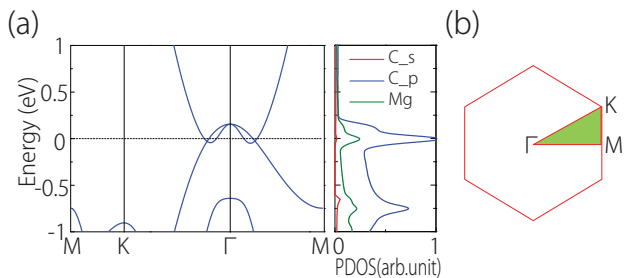 (a)
Energy (eV)
1
0.5
0
-0.5
-1
M K Γ M
C_s
C_p
Mg
0 1
PDOS(arb.unit)
(b)
K
Γ M